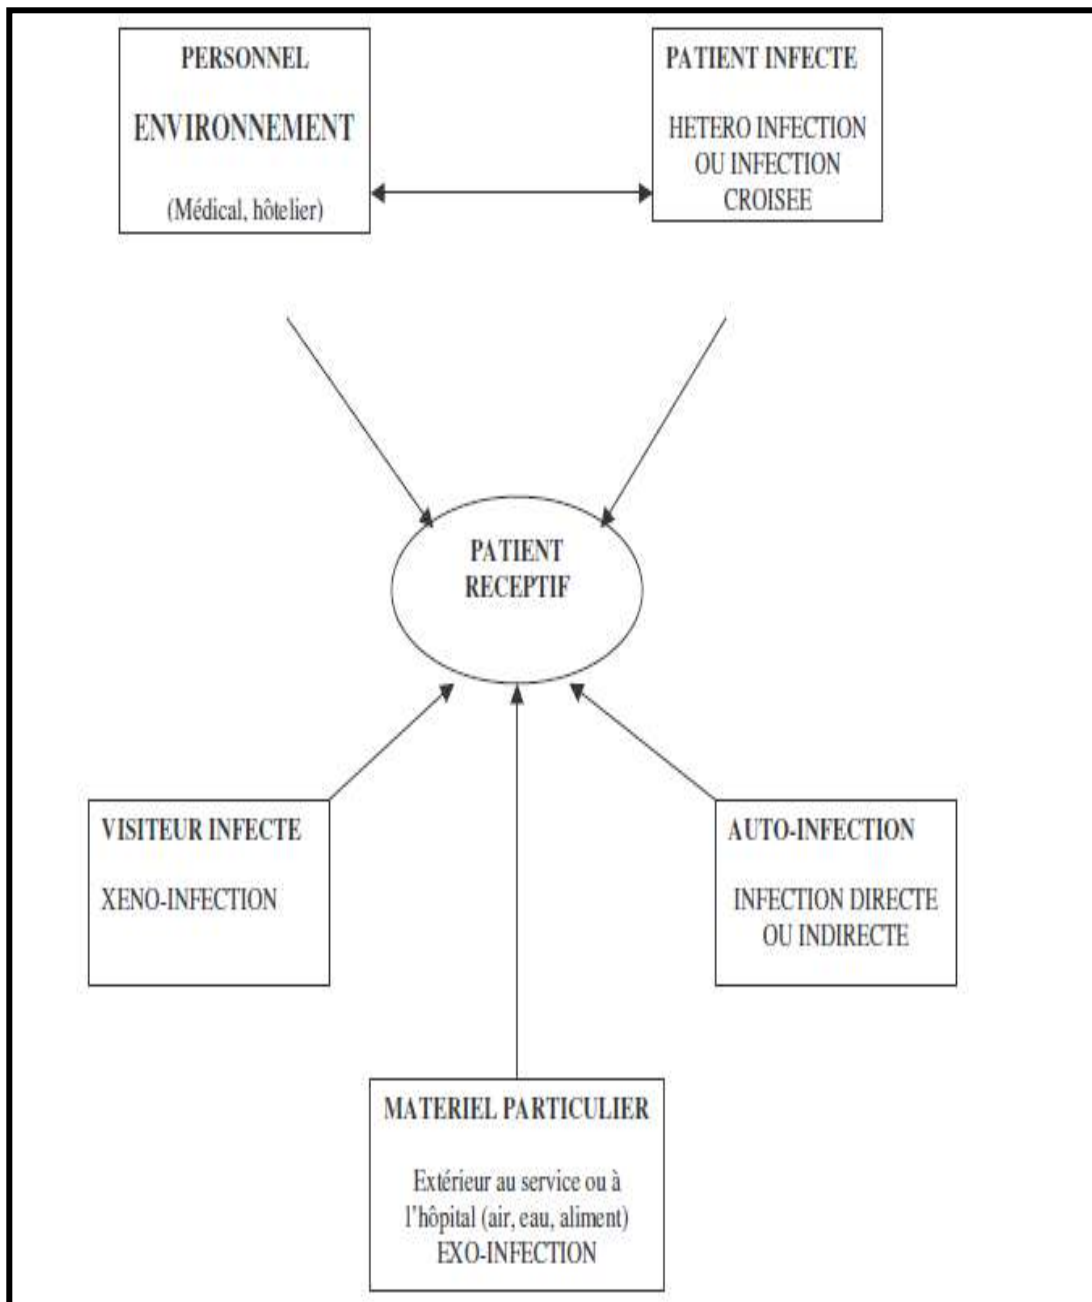 PERSONNEL
ENVIRONNEMENT
(Médical, hôtelier)
PATIENT INFECTE
HETERO INFECTION
OU INFECTION
CROISEE
PATIENT
RECEPTIF
VISITEUR INFECTE
XENO-INFECTION
AUTO-INFECTION
INFECTION DIRECTE
OU INDIRECTE
MATERIEL PARTICULIER
Extérieur au service ou à
l'hôpital (air, eau, aliment)
EXO-INFECTION